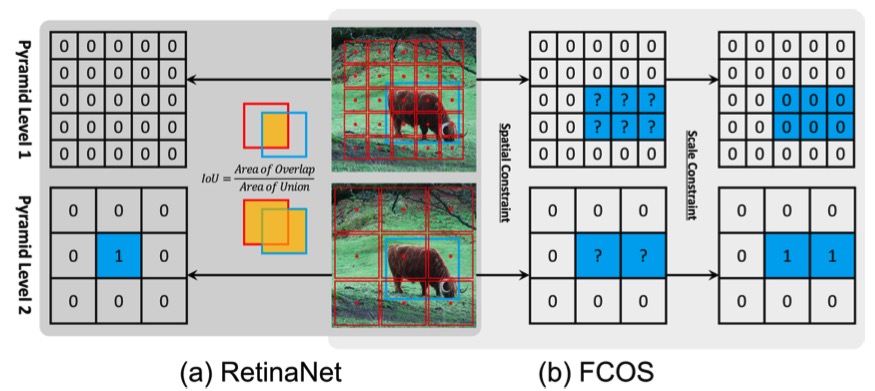 Pyramid Level 1
0 0 0 0 0
0 0 0 0 0
0 0 0 0 0
0 0 0 0 0
0 0 0 0 0
IoU = Area of Overlap / Area of Union
0 0 0 0 0
0 0 0 0 0
0 0 ? ? ?
0 0 ? ? ?
0 0 0 0 0
0 0 0 0 0
0 0 0 0 0
0 0 0 0 0
0 0 0 0 0
0 0 0 0 0
Spatial Constraint
Scale Constraint
Pyramid Level 2
0 0 0
0 1 0
0 0 0
0 0 0
0 ? ?
0 0 0
0 0 0
0 1 1
0 0 0
(a) RetinaNet
(b) FCOS